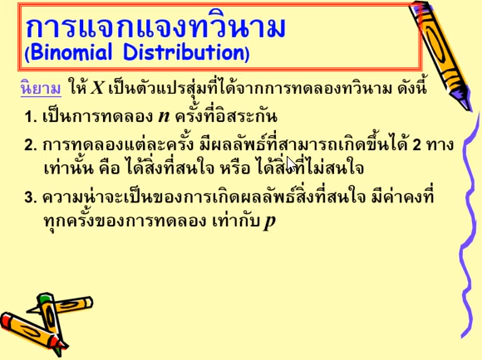 การแจกแจงทวินาม
(Binomial Distribution)
นิยาม ให้ X เป็นตัวแปรสุ่มที่ได้จากการทดลองทวินาม ดังนี้
1. เป็นการทดลอง n ครั้งที่อิสระกัน
2. การทดลองแต่ละครั้ง มีผลลัพธ์ที่สามารถเกิดขึ้นได้ 2 ทาง
เท่านั้น คือ ได้สิ่งที่สนใจ หรือ ได้สิ่งที่ไม่สนใจ
3. ความน่าจะเป็นของการเกิดผลลัพธ์สิ่งที่สนใจ มีค่าคงที่
ทุกครั้งของการทดลอง เท่ากับ p